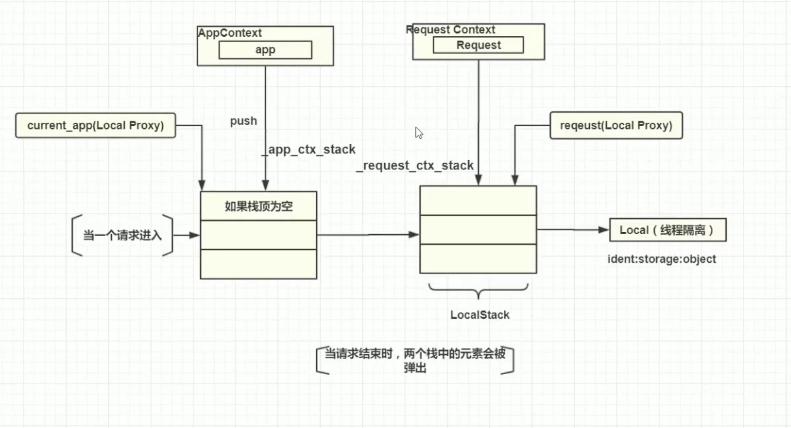 AppContext
app
Request Context
Request
current_app(Local Proxy)
push
_app_ctx_stack
_request_ctx_stack
reqeust(Local Proxy)
如果栈顶为空
当一个请求进入
Local（线程隔离）
ident:storage:object
LocalStack
当请求结束时，两个栈中的元素会被
弹出